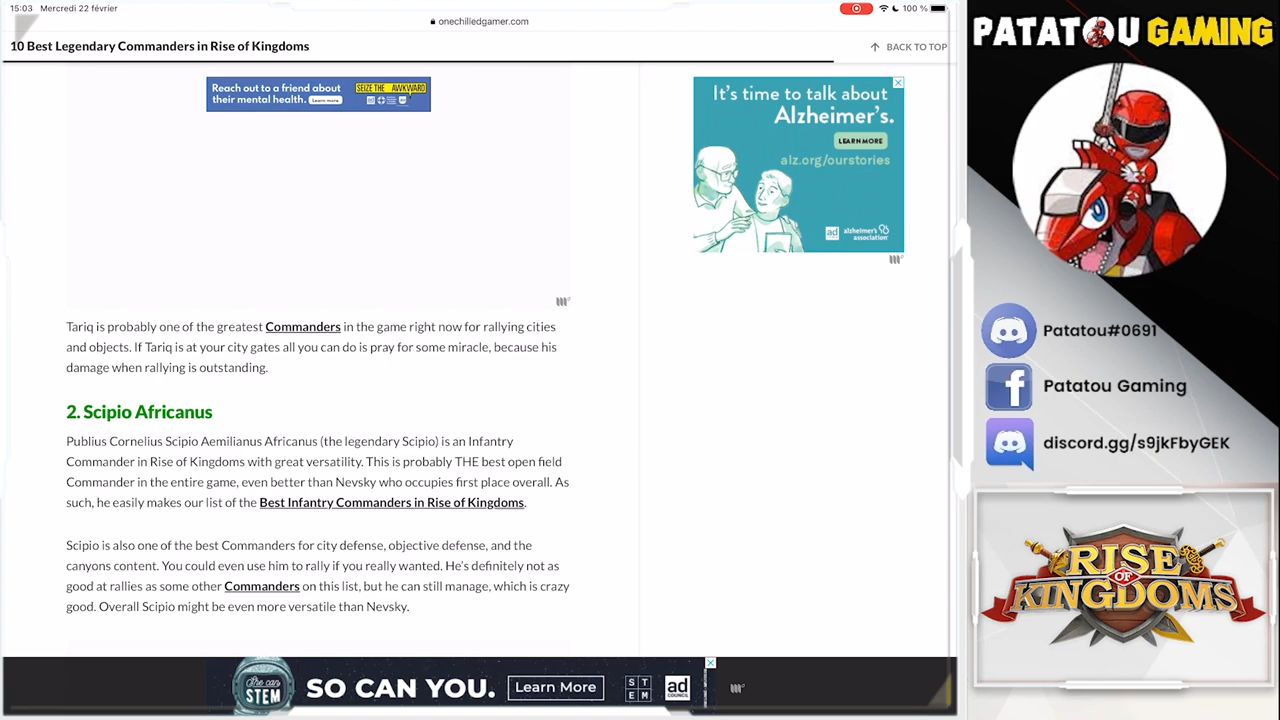 15:03 Mercredi 22 février
100 %
onechilledgamer.com
10 Best Legendary Commanders in Rise of Kingdoms
BACK TO TOP
Reach out to a friend about
their mental health.
Learn more
SEIZE THE AWKWARD
It's time to talk about
Alzheimer's.
LEARN MORE
alz.org/ourstories
ad
alzheimer's
association
Tariq is probably one of the greatest Commanders in the game right now for rallying cities
and objects. If Tariq is at your city gates all you can do is pray for some miracle, because his
damage when rallying is outstanding.
2. Scipio Africanus
Publius Cornelius Scipio Aemilianus Africanus (the legendary Scipio) is an Infantry
Commander in Rise of Kingdoms with great versatility. This is probably THE best open field
Commander in the entire game, even better than Nevsky who occupies first place overall. As
such, he easily makes our list of the Best Infantry Commanders in Rise of Kingdoms.
Scipio is also one of the best Commanders for city defense, objective defense, and the
canyons content. You could even use him to rally if you really wanted. He's definitely not as
good at rallies as some other Commanders on this list, but he can still manage, which is crazy
good. Overall Scipio might be even more versatile than Nevsky.
She can
STEM
SO CAN YOU.
Learn More
ST
EM
ad
COUNCIL
PATATOU GAMING
Patatou#0691
Patatou Gaming
discord.gg/s9jkFbyGEK
RISE
OF
KINGDOMS